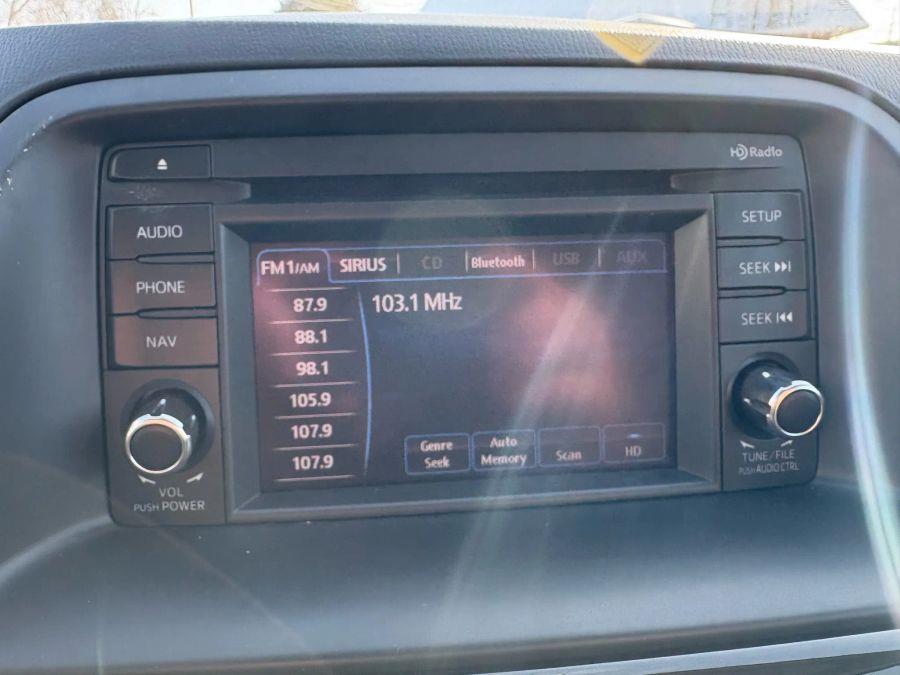 HD Radio
AUDIO
PHONE
NAV
VOL
PUSH POWER
FM1/AM SIRIUS CD Bluetooth USB AUX
87.9
88.1
98.1
105.9
107.9
107.9
103.1 MHz
Genre Seek
Auto Memory
Scan
HD
SETUP
SEEK
SEEK
TUNE/FILE
PUSH AUDIO CTRL